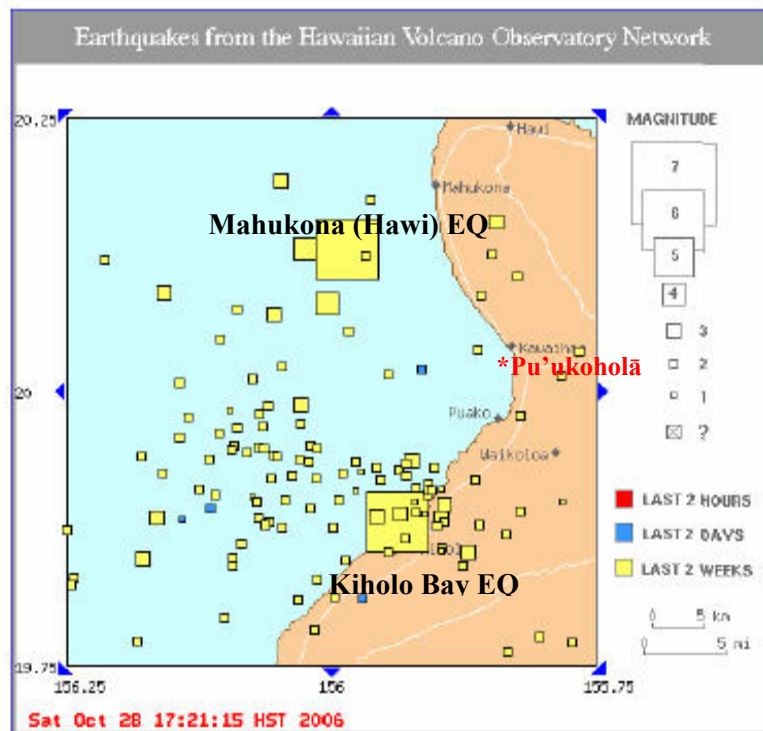 Earthquakes from the Hawaiian Volcano Observatory Network
20.25
20
19.75
156.25
156
155.75
Hawi
Mahukona
Mahukona (Hawi) EQ
Kawaihae
*Pu’ukoholā
Puako
Waikoloa
Kiholo Bay EQ
MAGNITUDE
7
6
5
4
3
2
1
?
LAST 2 HOURS
LAST 2 DAYS
LAST 2 WEEKS
0 5 km
0 5 mi
Sat Oct 28 17:21:15 HST 2006